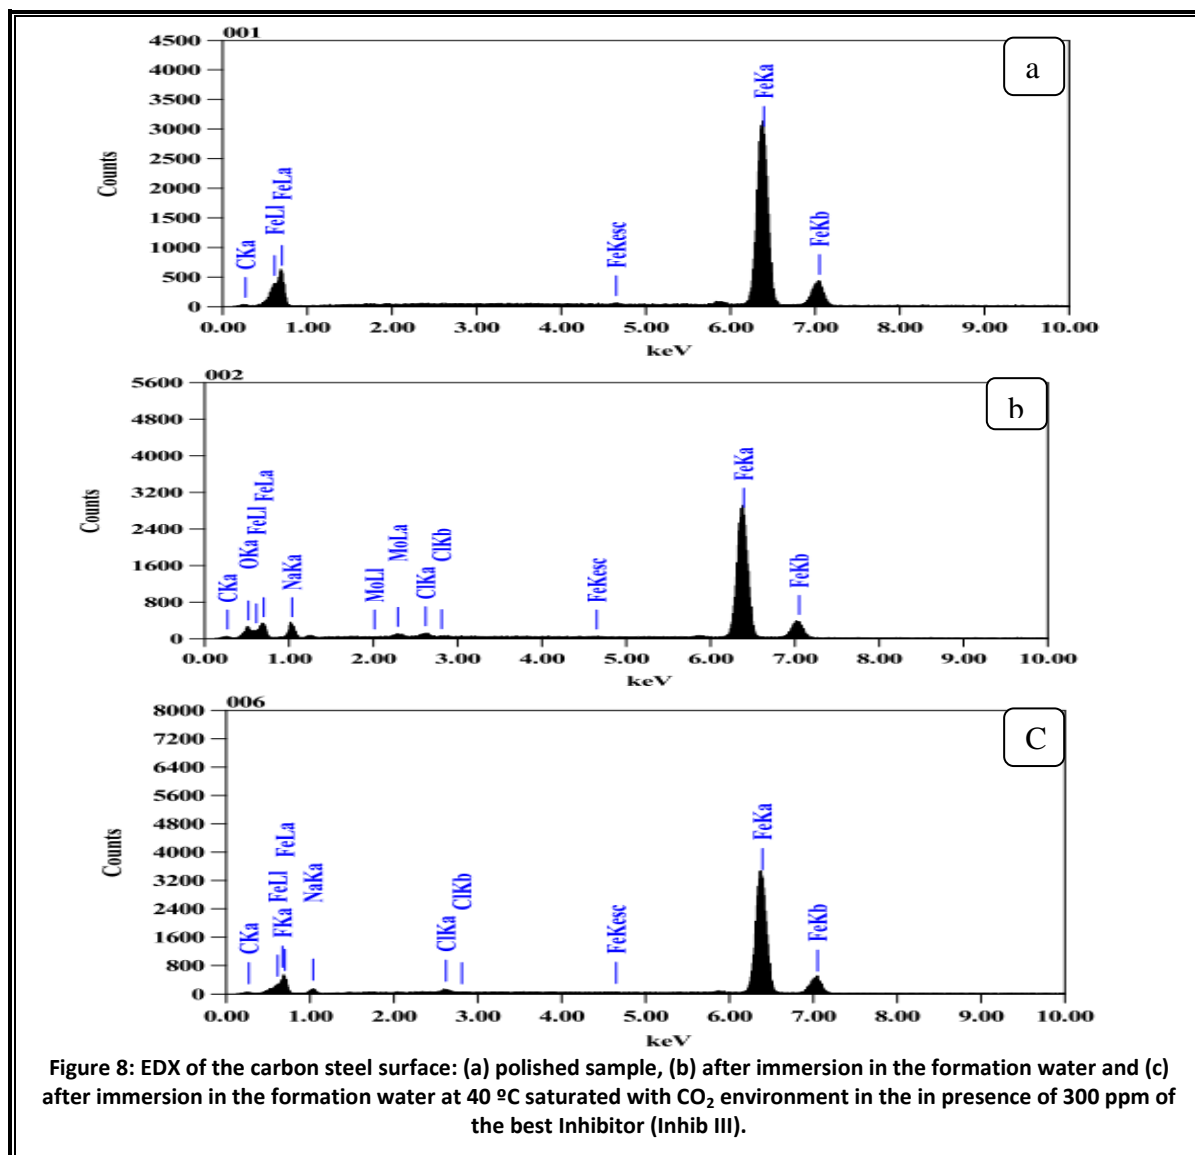 001
a
4500
4000
3500
3000
2500
2000
1500
1000
500
0
Counts
CKa
FeLl
FeLa
FeKesc
FeKa
FeKb
0.00 1.00 2.00 3.00 4.00 5.00 6.00 7.00 8.00 9.00 10.00
keV
002
b
5600
4800
4000
3200
2400
1600
800
0
Counts
CKa
OKa
FeLl
FeLa
NaKa
MoLl
MoLa
ClKa
ClKb
FeKesc
FeKa
FeKb
0.00 1.00 2.00 3.00 4.00 5.00 6.00 7.00 8.00 9.00 10.00
keV
006
C
8000
7200
6400
5600
4800
4000
3200
2400
1600
800
0
Counts
CKa
FKa
FeLl
FeLa
NaKa
ClKa
ClKb
FeKesc
FeKa
FeKb
0.00 1.00 2.00 3.00 4.00 5.00 6.00 7.00 8.00 9.00 10.00
keV
Figure 8: EDX of the carbon steel surface: (a) polished sample, (b) after immersion in the formation water and (c)
after immersion in the formation water at 40 ºC saturated with CO₂ environment in the in presence of 300 ppm of
the best Inhibitor (Inhib III).